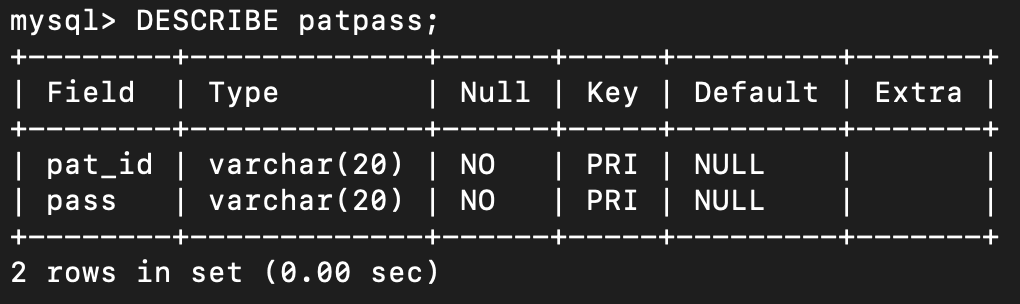 mysql> DESCRIBE patpass;
+--------+-------------+------+-----+---------+-------+
| Field  | Type        | Null | Key | Default | Extra |
+--------+-------------+------+-----+---------+-------+
| pat_id | varchar(20) | NO   | PRI | NULL    |       |
| pass   | varchar(20) | NO   | PRI | NULL    |       |
+--------+-------------+------+-----+---------+-------+
2 rows in set (0.00 sec)